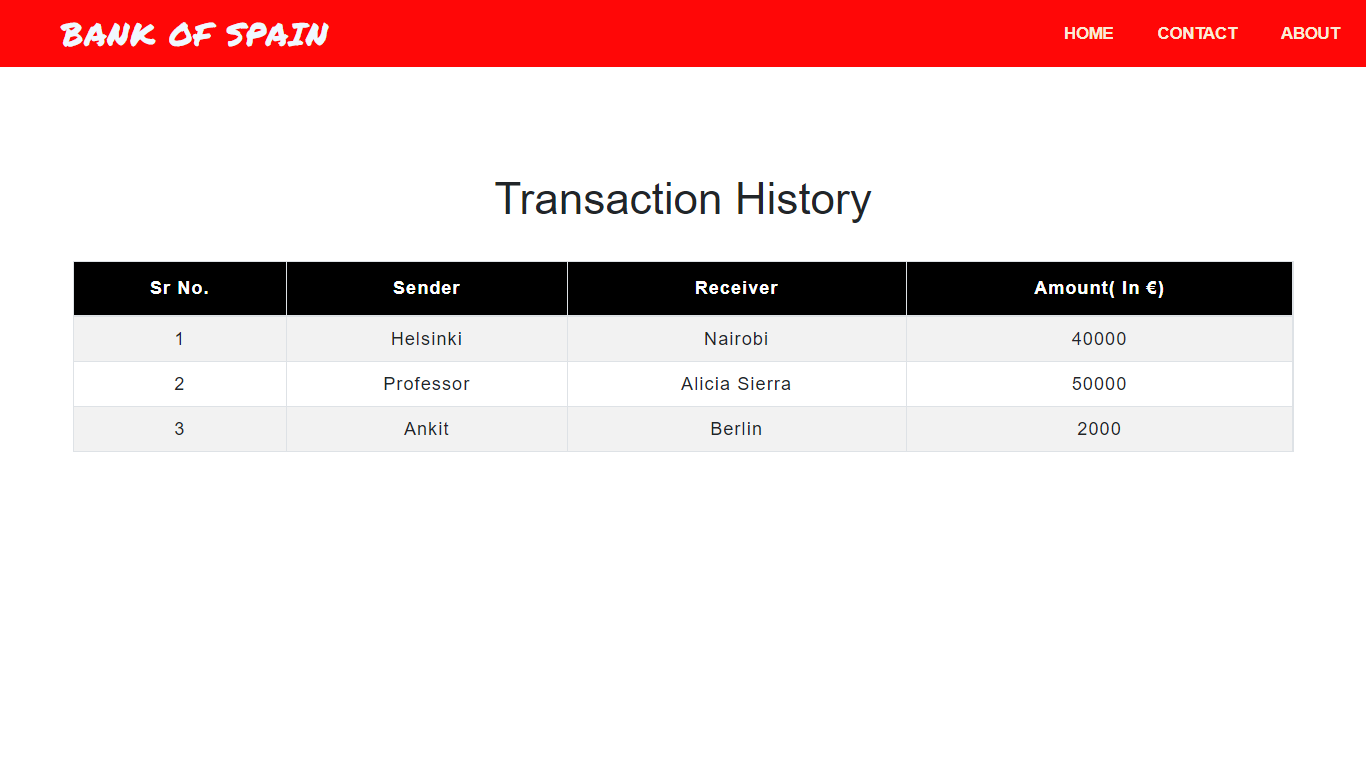 BANK OF SPAIN HOME CONTACT ABOUT
Transaction History
Sr No. Sender Receiver Amount( In €)
1 Helsinki Nairobi 40000
2 Professor Alicia Sierra 50000
3 Ankit Berlin 2000